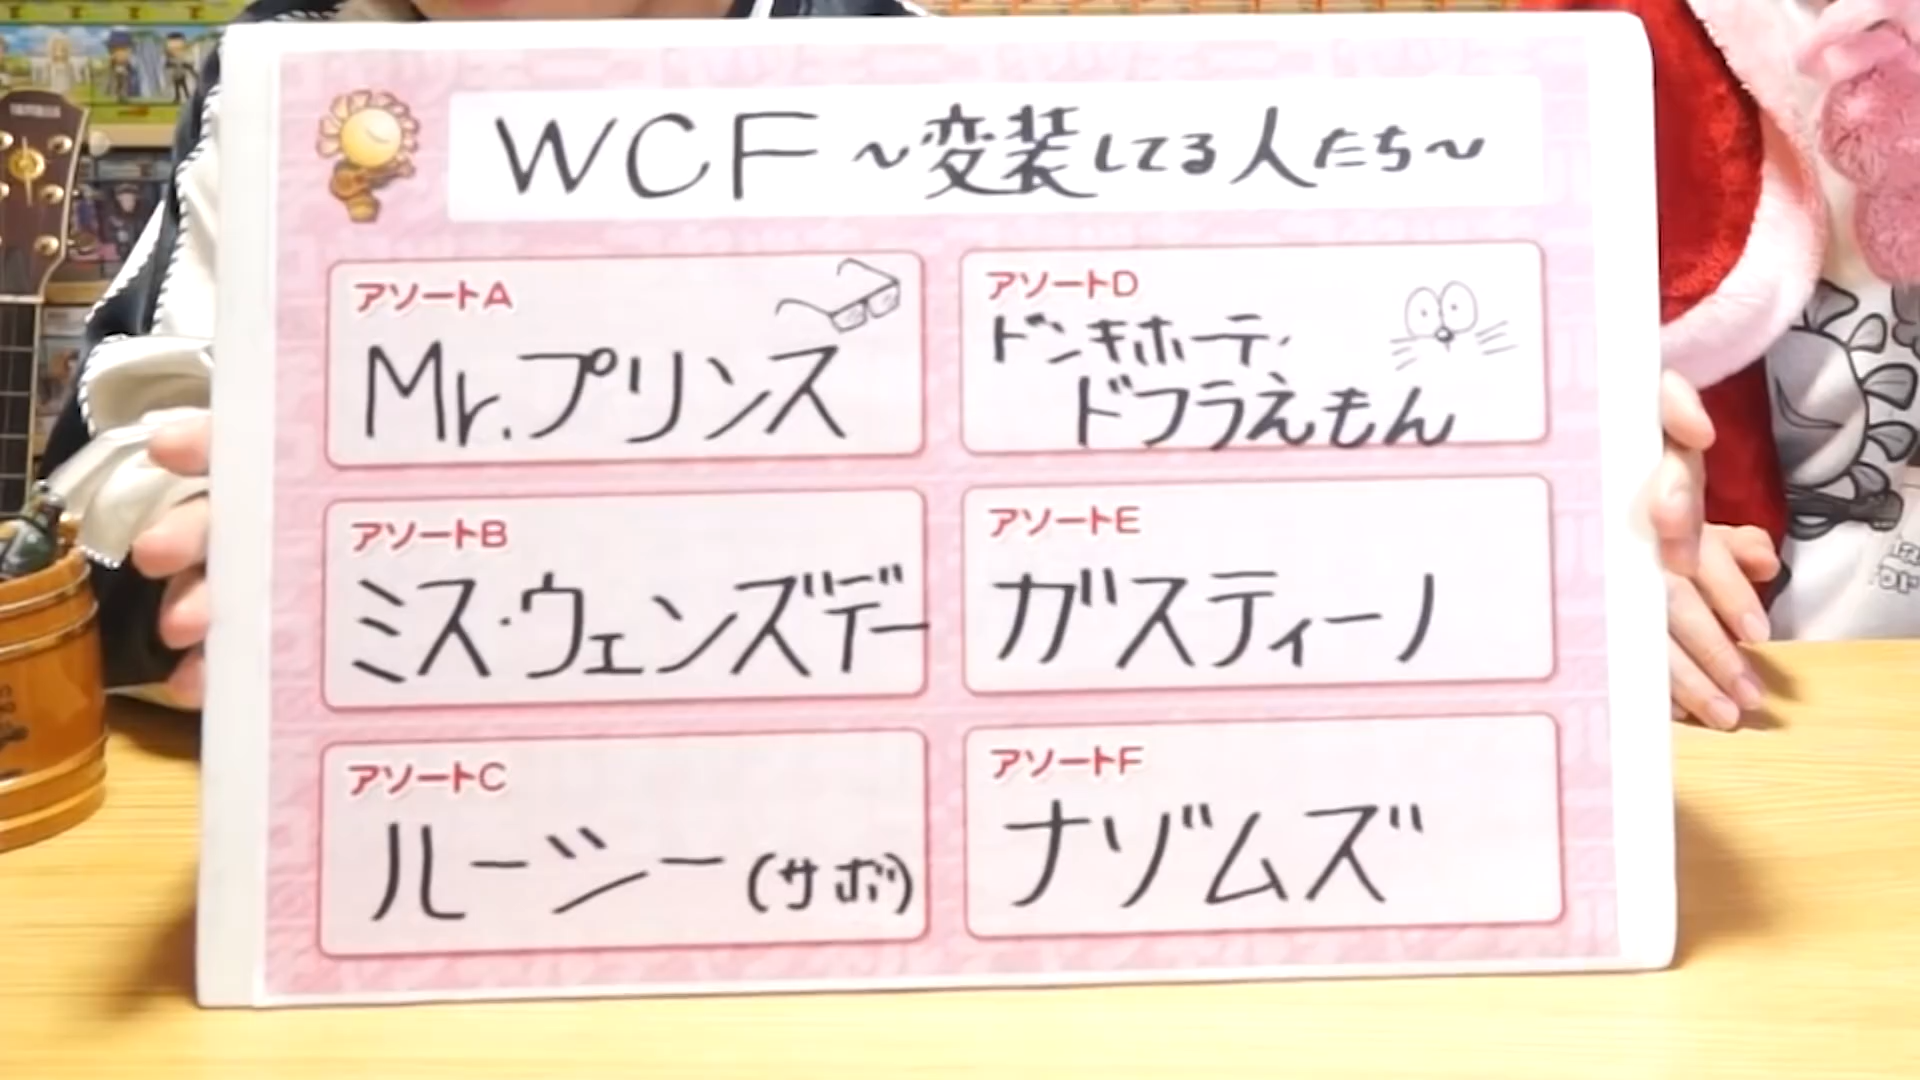 WCF ～変装してる人たち～
アソートA
Mr.プリンス
アソートB
ミス・ウェンズデー
アソートC
ルーシー(サボ)
アソートD
ドンキホーテ・
ドフラえもん
アソートE
ガスティーノ
アソートF
ナゾムズ